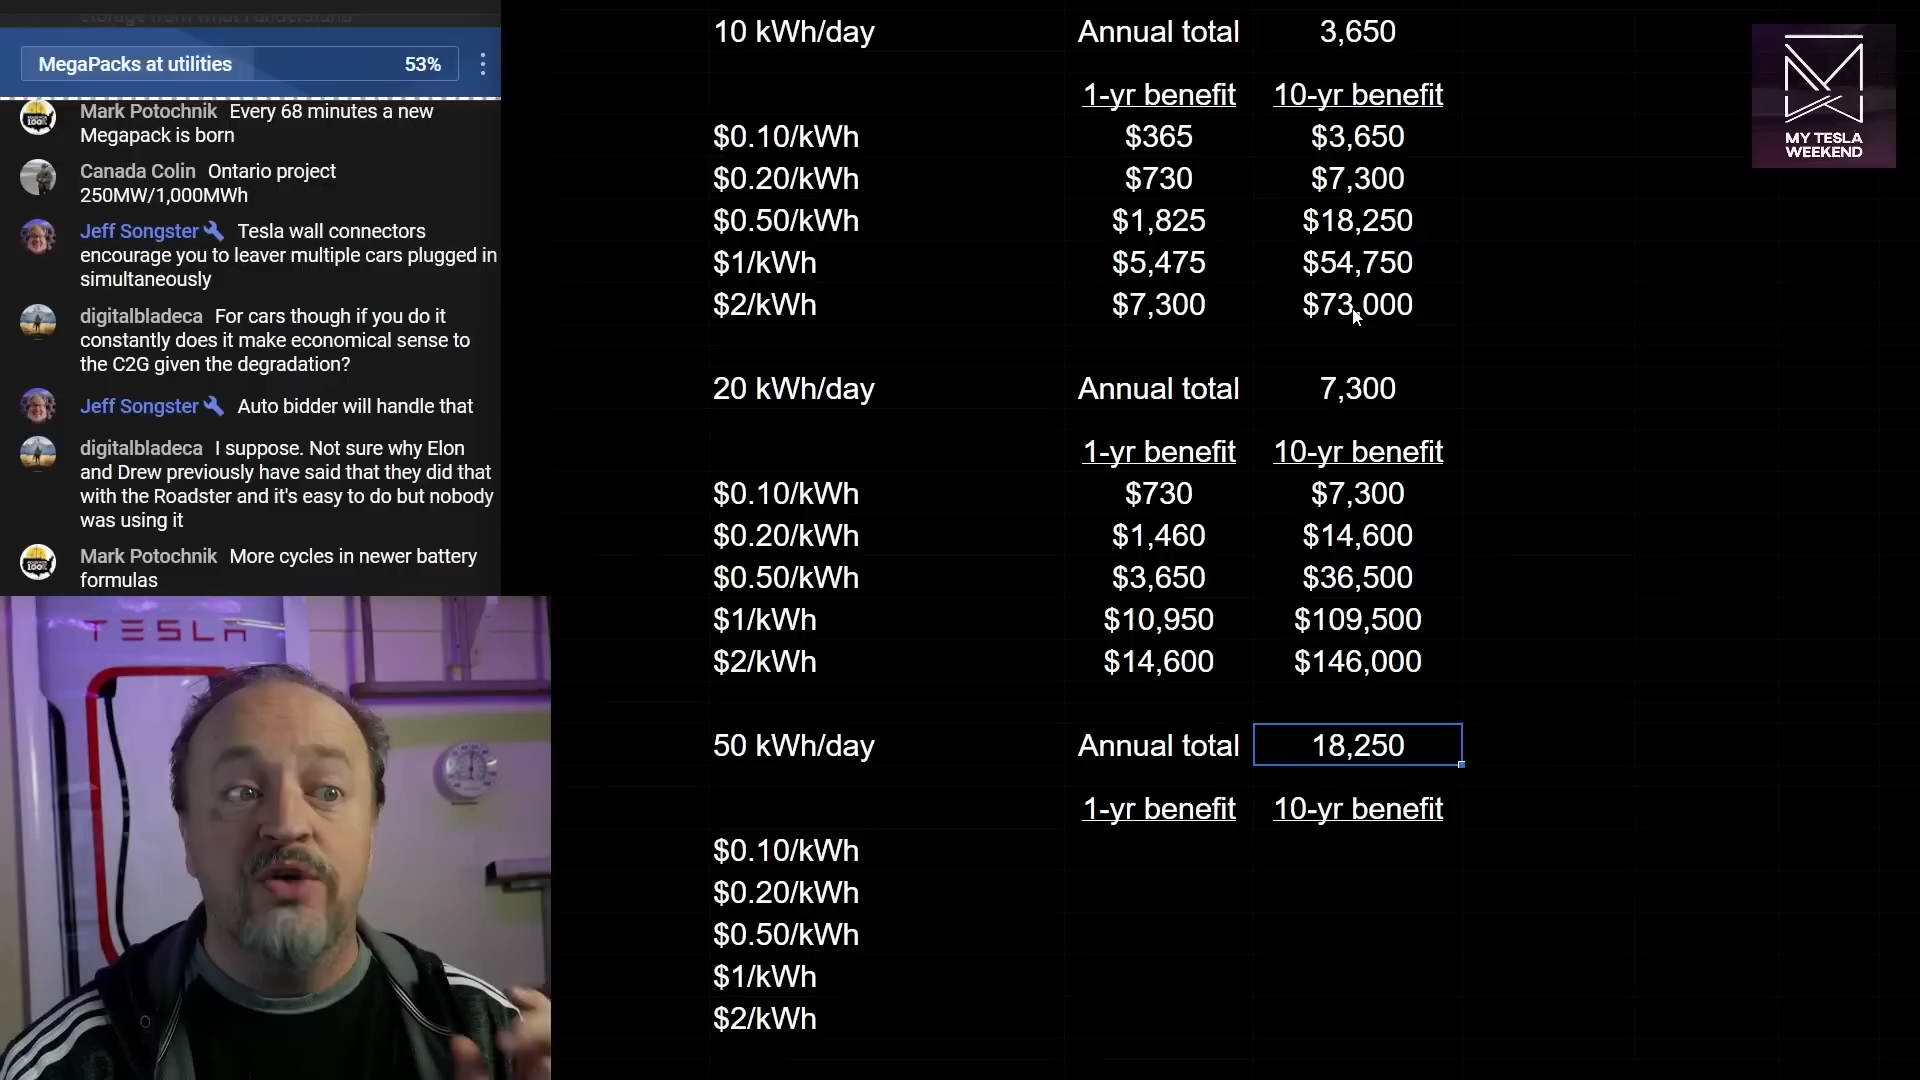 storage from what I understand
MegaPacks at utilities 53%
Mark Potochnik Every 68 minutes a new
Megapack is born
Canada Colin Ontario project
250MW/1,000MWh
Jeff Songster Tesla wall connectors
encourage you to leaver multiple cars plugged in
simultaneously
digitalbladeca For cars though if you do it
constantly does it make economical sense to
the C2G given the degradation?
Jeff Songster Auto bidder will handle that
digitalbladeca I suppose. Not sure why Elon
and Drew previously have said that they did that
with the Roadster and it's easy to do but nobody
was using it
Mark Potochnik More cycles in newer battery
formulas
TESLA
10 kWh/day Annual total 3,650
1-yr benefit 10-yr benefit
$0.10/kWh $365 $3,650
$0.20/kWh $730 $7,300
$0.50/kWh $1,825 $18,250
$1/kWh $5,475 $54,750
$2/kWh $7,300 $73,000
20 kWh/day Annual total 7,300
1-yr benefit 10-yr benefit
$0.10/kWh $730 $7,300
$0.20/kWh $1,460 $14,600
$0.50/kWh $3,650 $36,500
$1/kWh $10,950 $109,500
$2/kWh $14,600 $146,000
50 kWh/day Annual total 18,250
1-yr benefit 10-yr benefit
$0.10/kWh
$0.20/kWh
$0.50/kWh
$1/kWh
$2/kWh
MY TESLA
WEEKEND